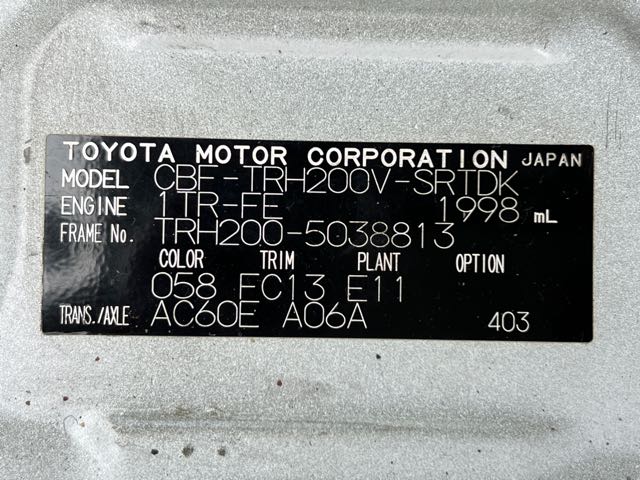 TOYOTA MOTOR CORPORATION JAPAN
MODEL CBF-TRH200V-SRTDK
ENGINE 1TR-FE 1998 mL
FRAME No. TRH200-5038813
COLOR TRIM PLANT OPTION
058 FC13 E11
TRANS./AXLE AC60E A06A 403